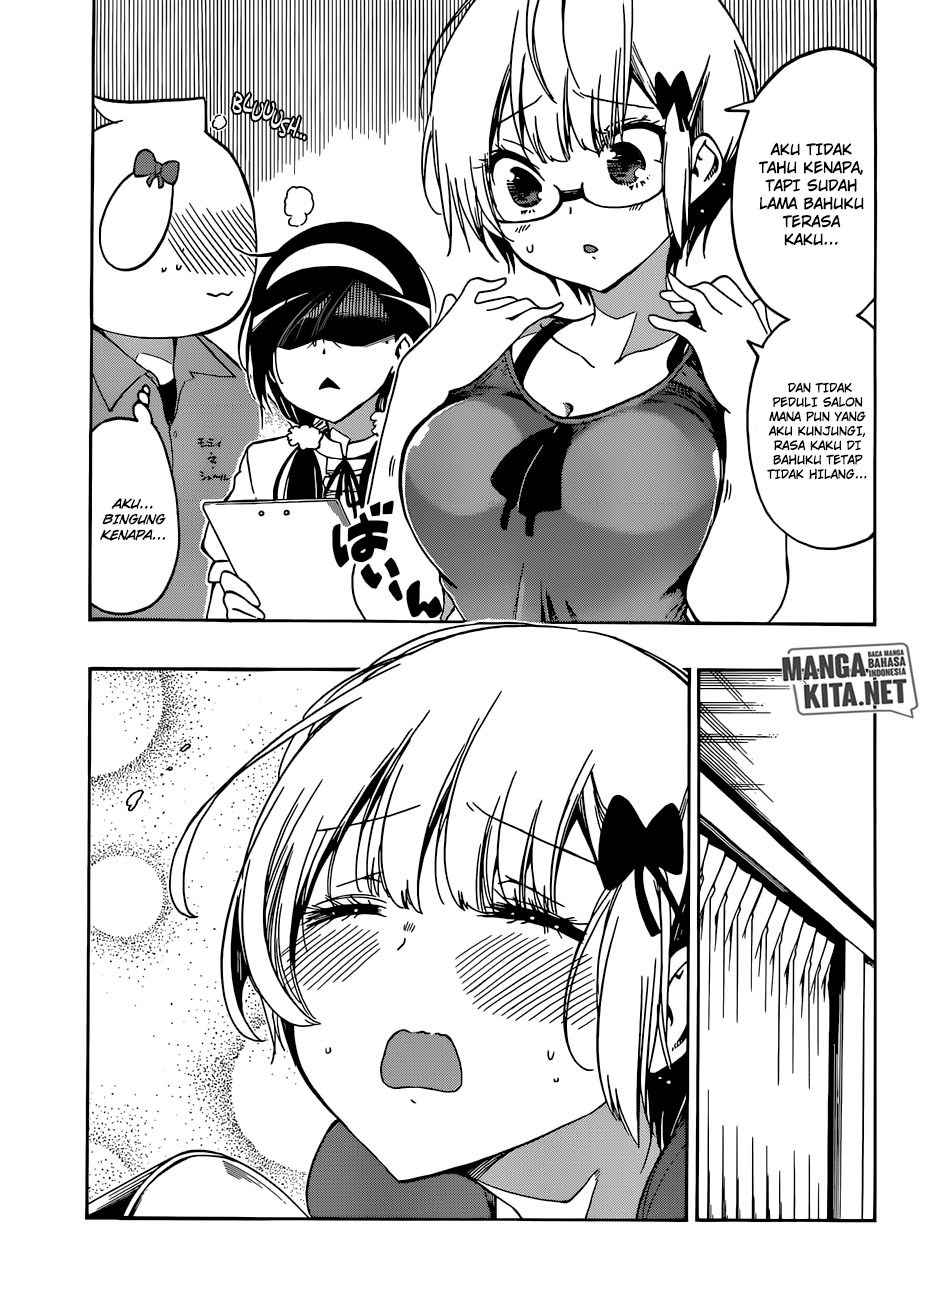 AKU TIDAK
TAHU KENAPA,
TAPI SUDAH
LAMA BAHUKU
TERASA
KAKU...
DAN TIDAK
PEDULI SALON
MANA PUN YANG
AKU KUNJUNGI,
RASA KAKU DI
BAHUKU TETAP
TIDAK HILANG...
BLUUUSH...
ばいん
AKU...
BINGUNG
KENAPA...
MANGA
KITA.NET
BACA MANGA
BAHASA
INDONESIA